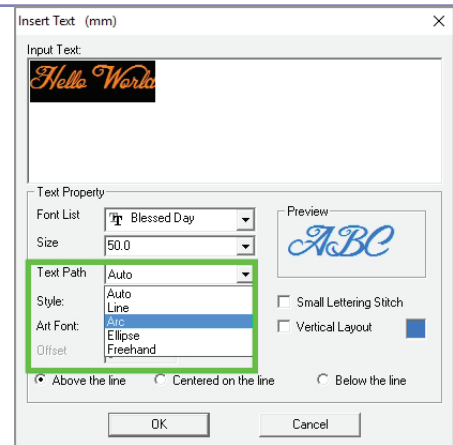 Insert Text (mm)
Input Text:
Hello World
Text Property
Font List Blessed Day
Preview
ABC
Size 50.0
Text Path Auto
Auto
Line
Arc
Ellipse
Freehand
Style:
Art Font:
Offset
Small Lettering Stitch
Vertical Layout
Above the line Centered on the line Below the line
OK Cancel